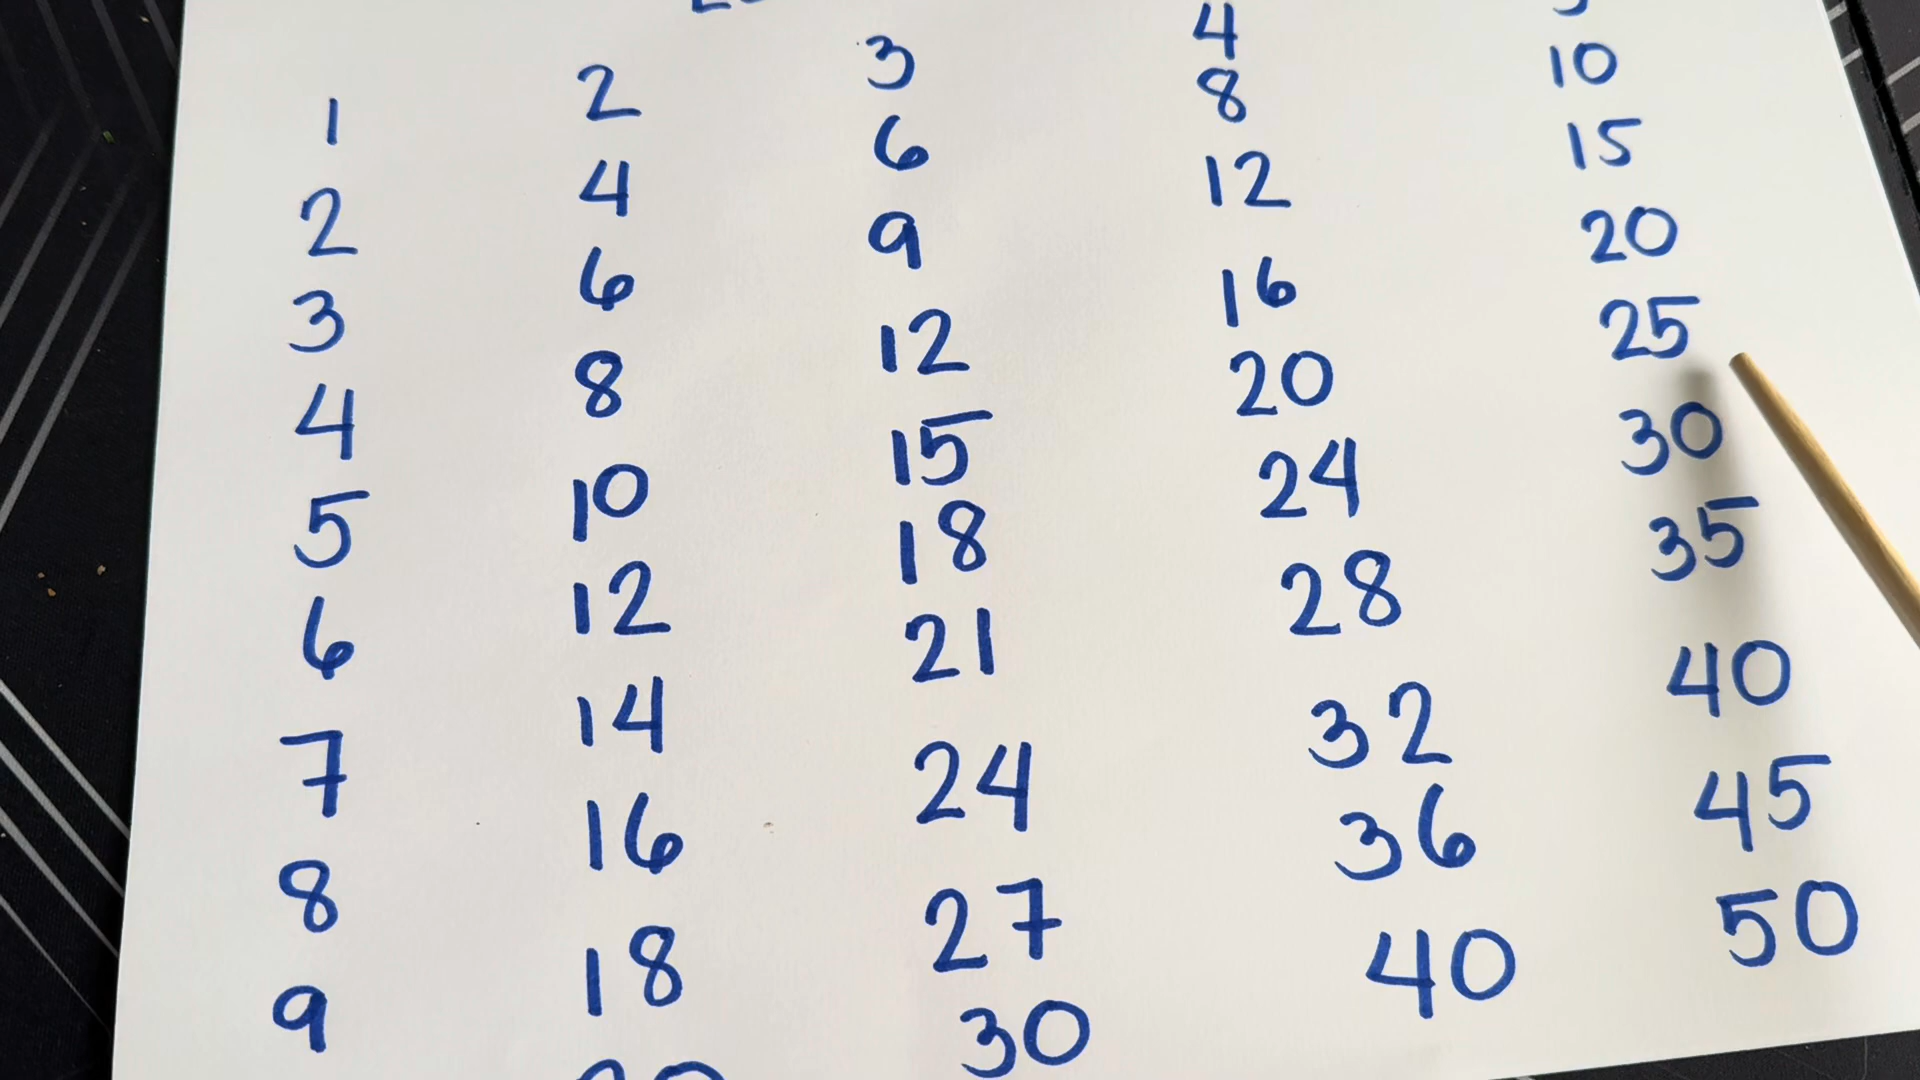 1 2 3 4
2 4 6 8 10
3 6 9 12 15
4 8 12 16 20
5 10 15 20 25
6 12 18 24 30
7 14 21 28 35
8 16 24 32 40
9 18 27 36 45
30 40 50